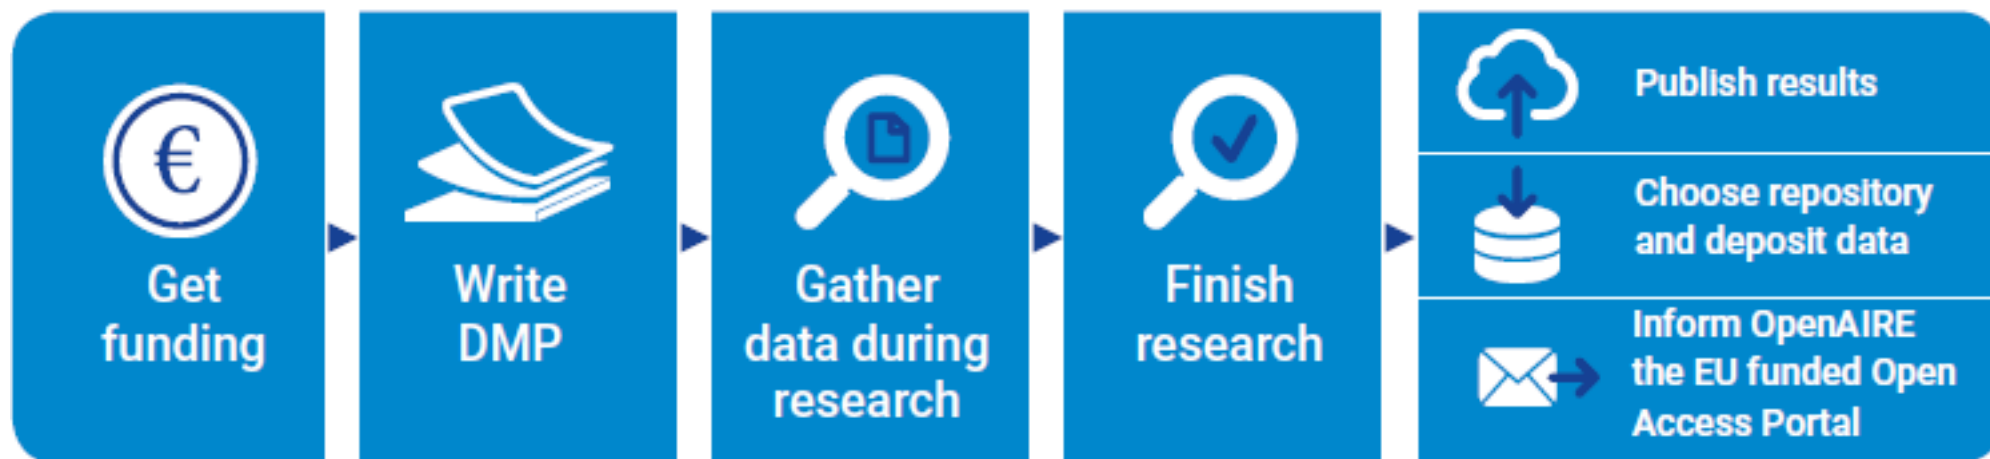 €
Get
funding
Write
DMP
Gather
data during
research
Finish
research
Publish results
Choose repository
and deposit data
Inform OpenAIRE
the EU funded Open
Access Portal